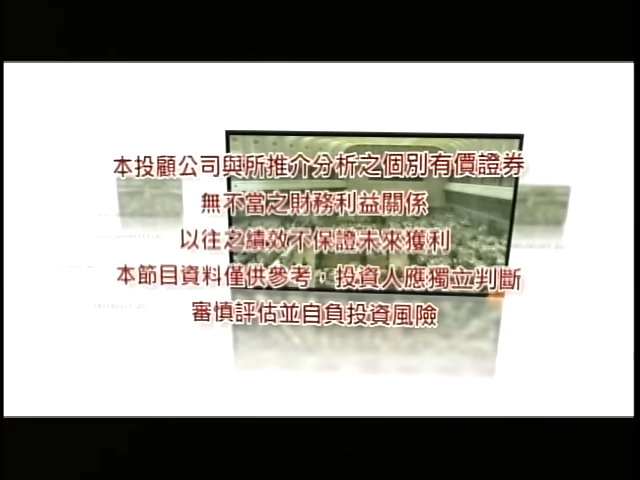 本投顧公司與所推介分析之個別有價證券
無不當之財務利益關係
以往之績效不保證未來獲利
本節目資料僅供參考，投資人應獨立判斷
審慎評估並自負投資風險